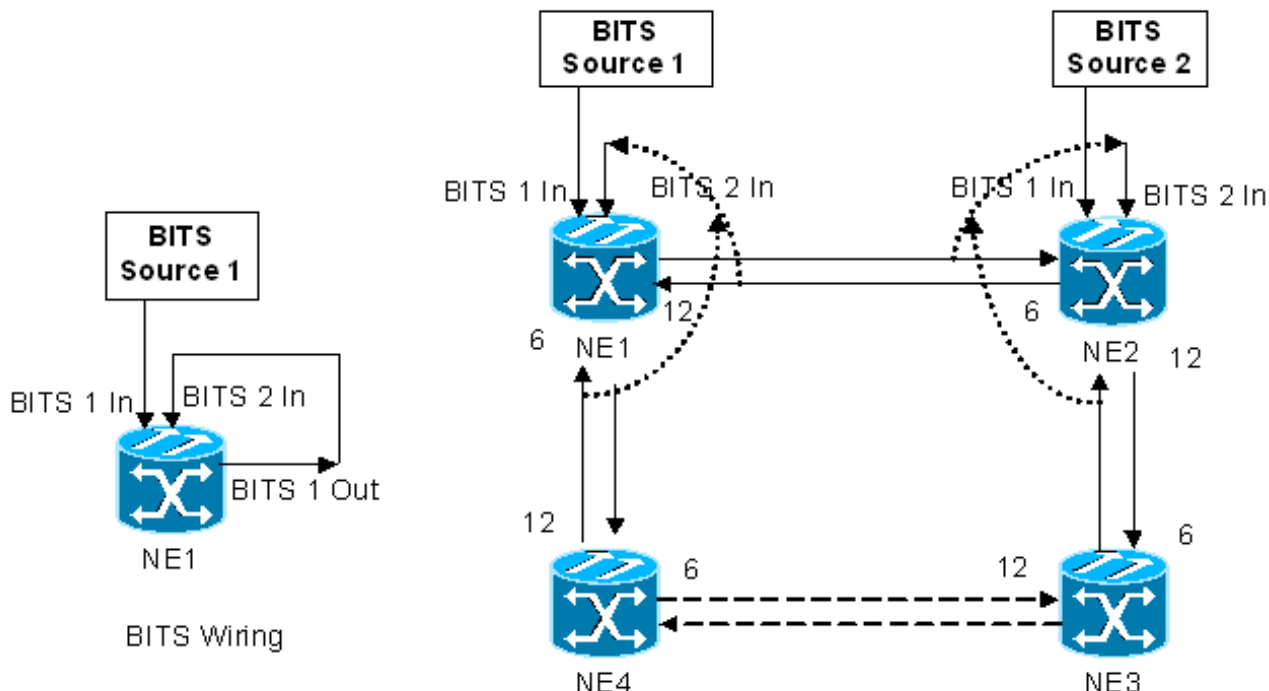 BITS
Source 1
BITS 1 In
BITS 2 In
BITS 1 Out
NE1
BITS Wiring
BITS
Source 1
BITS
Source 2
BITS 1 In
BITS 2 In
BITS 1 In
BITS 2 In
6
12
NE1
6
NE2
12
12
NE4
6
12
6
NE3